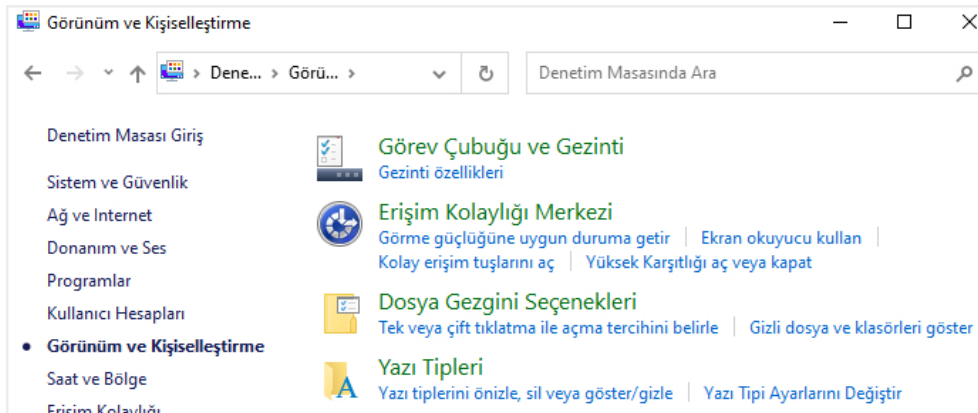 Görünüm ve Kişiselleştirme
Dene... Görü...
Denetim Masasında Ara
Denetim Masası Giriş
Sistem ve Güvenlik
Ağ ve Internet
Donanım ve Ses
Programlar
Kullanıcı Hesapları
Görünüm ve Kişiselleştirme
Saat ve Bölge
Erişim Kolaylığı
Görev Çubuğu ve Gezinti
Gezinti özellikleri
Erişim Kolaylığı Merkezi
Görme güçlüğüne uygun duruma getir Ekran okuyucu kullan
Kolay erişim tuşlarını aç Yüksek Karşıtlığı aç veya kapat
Dosya Gezgini Seçenekleri
Tek veya çift tıklatma ile açma tercihini belirle Gizli dosya ve klasörleri göster
Yazı Tipleri
Yazı tiplerini önizle, sil veya göster/gizle Yazı Tipi Ayarlarını Değiştir